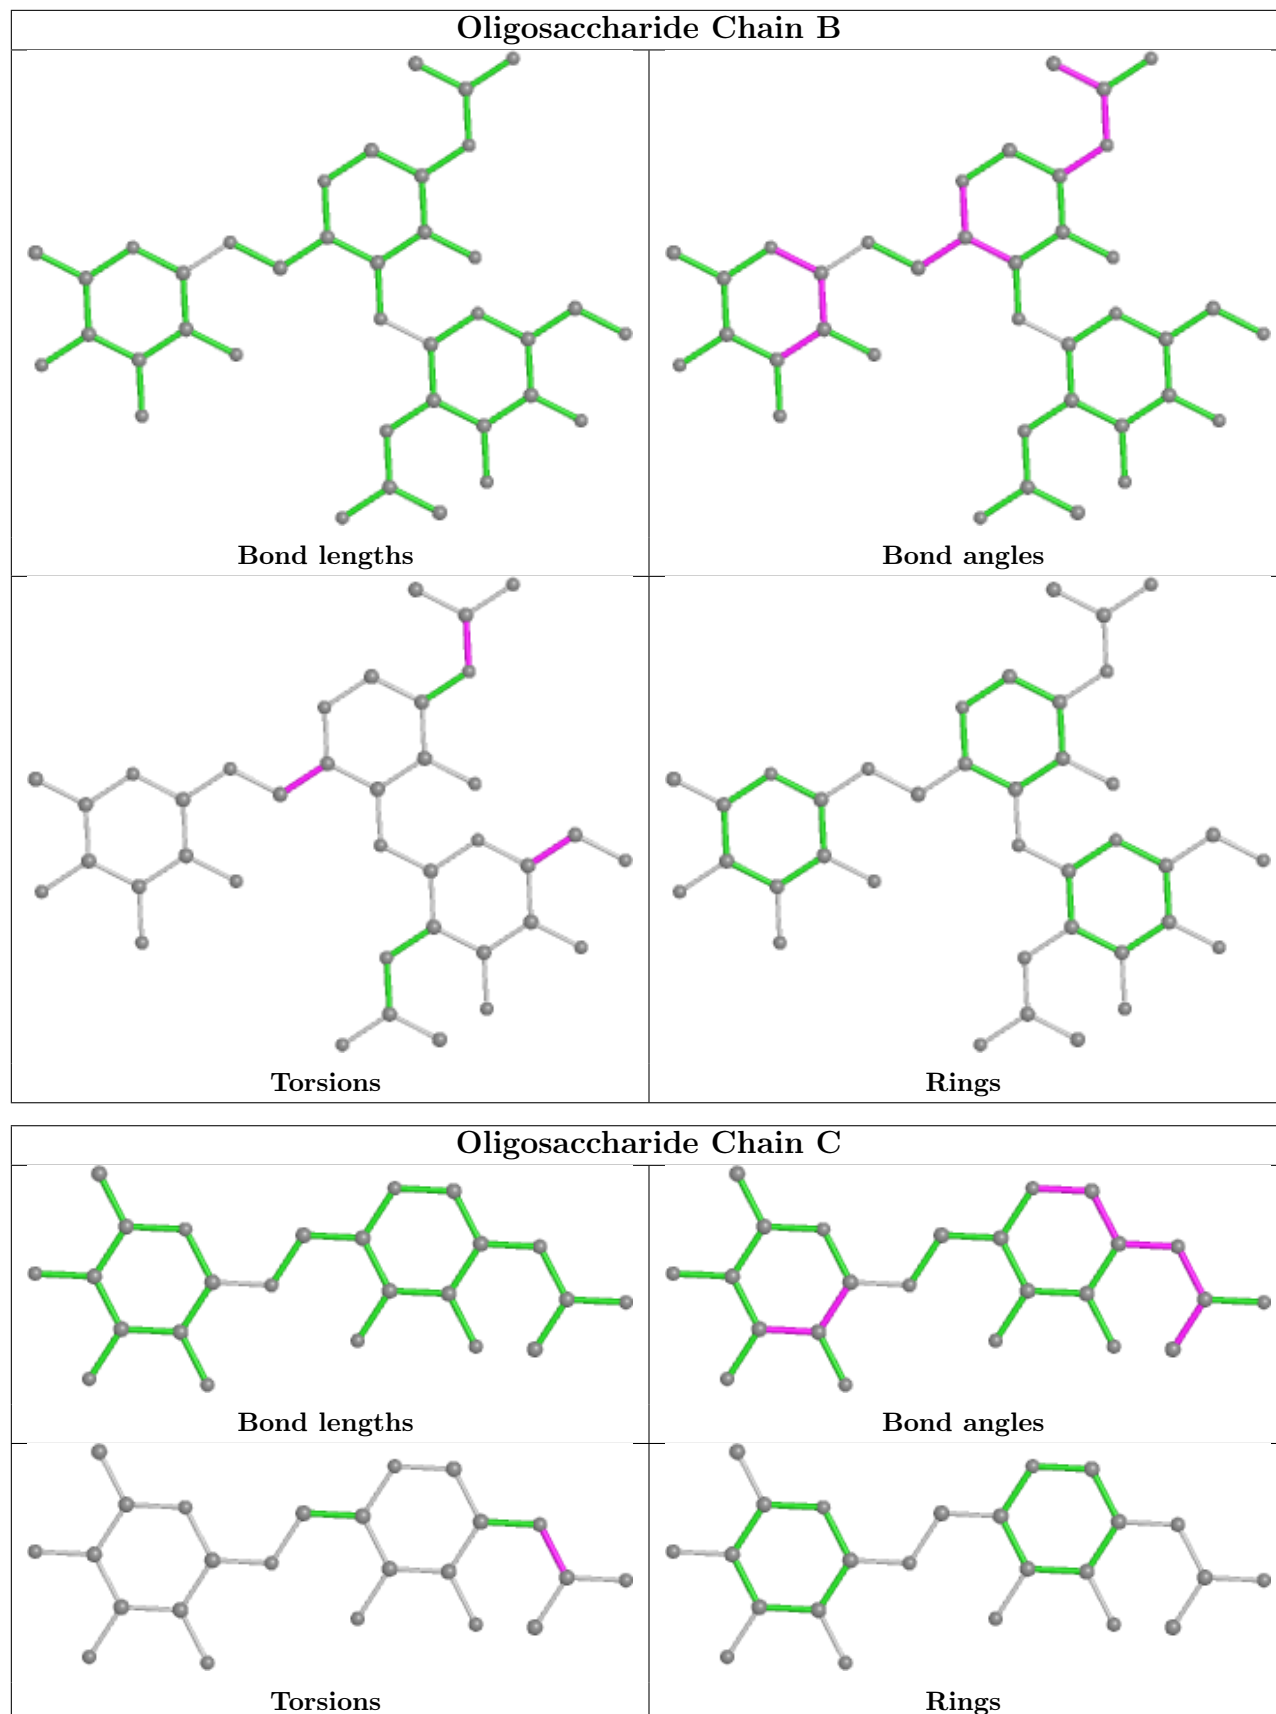 Oligosaccharide Chain B
Bond lengths
Bond angles
Torsions
Rings
Oligosaccharide Chain C
Bond lengths
Bond angles
Torsions
Rings